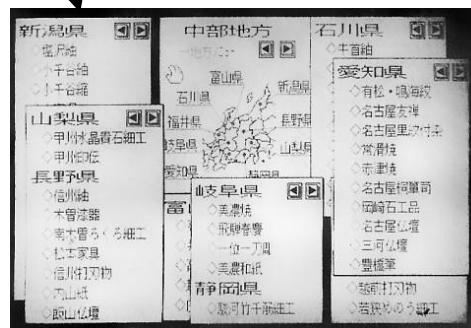 新潟県
◇塩沢紬
◇小千谷紬
◇小千谷縮
山梨県
◇甲州水晶貴石細工
◇甲州印伝
長野県
◇信州紬
◇木曽漆器
◇南木曽ろくろ細工
◇松本家具
◇信州打刃物
◇内山紙
◇飯山仏壇
中部地方
富山県
新潟県
石川県
福井県
長野県
岐阜県
山梨県
愛知県
静岡県
富
岐阜県
◇美濃焼
◇飛騨春慶
◇一位一刀彫
◇美濃和紙
静岡県
◇駿河竹千筋細工
石川県
◇牛首紬
愛知県
◇有松・鳴海絞
◇名古屋友禅
◇名古屋黒紋付染
◇常滑焼
◇赤津焼
◇名古屋桐箪司
◇岡崎石工品
◇名古屋仏壇
◇三河仏壇
◇豊橋筆
◇越前打刃物
◇若狭めのう細工